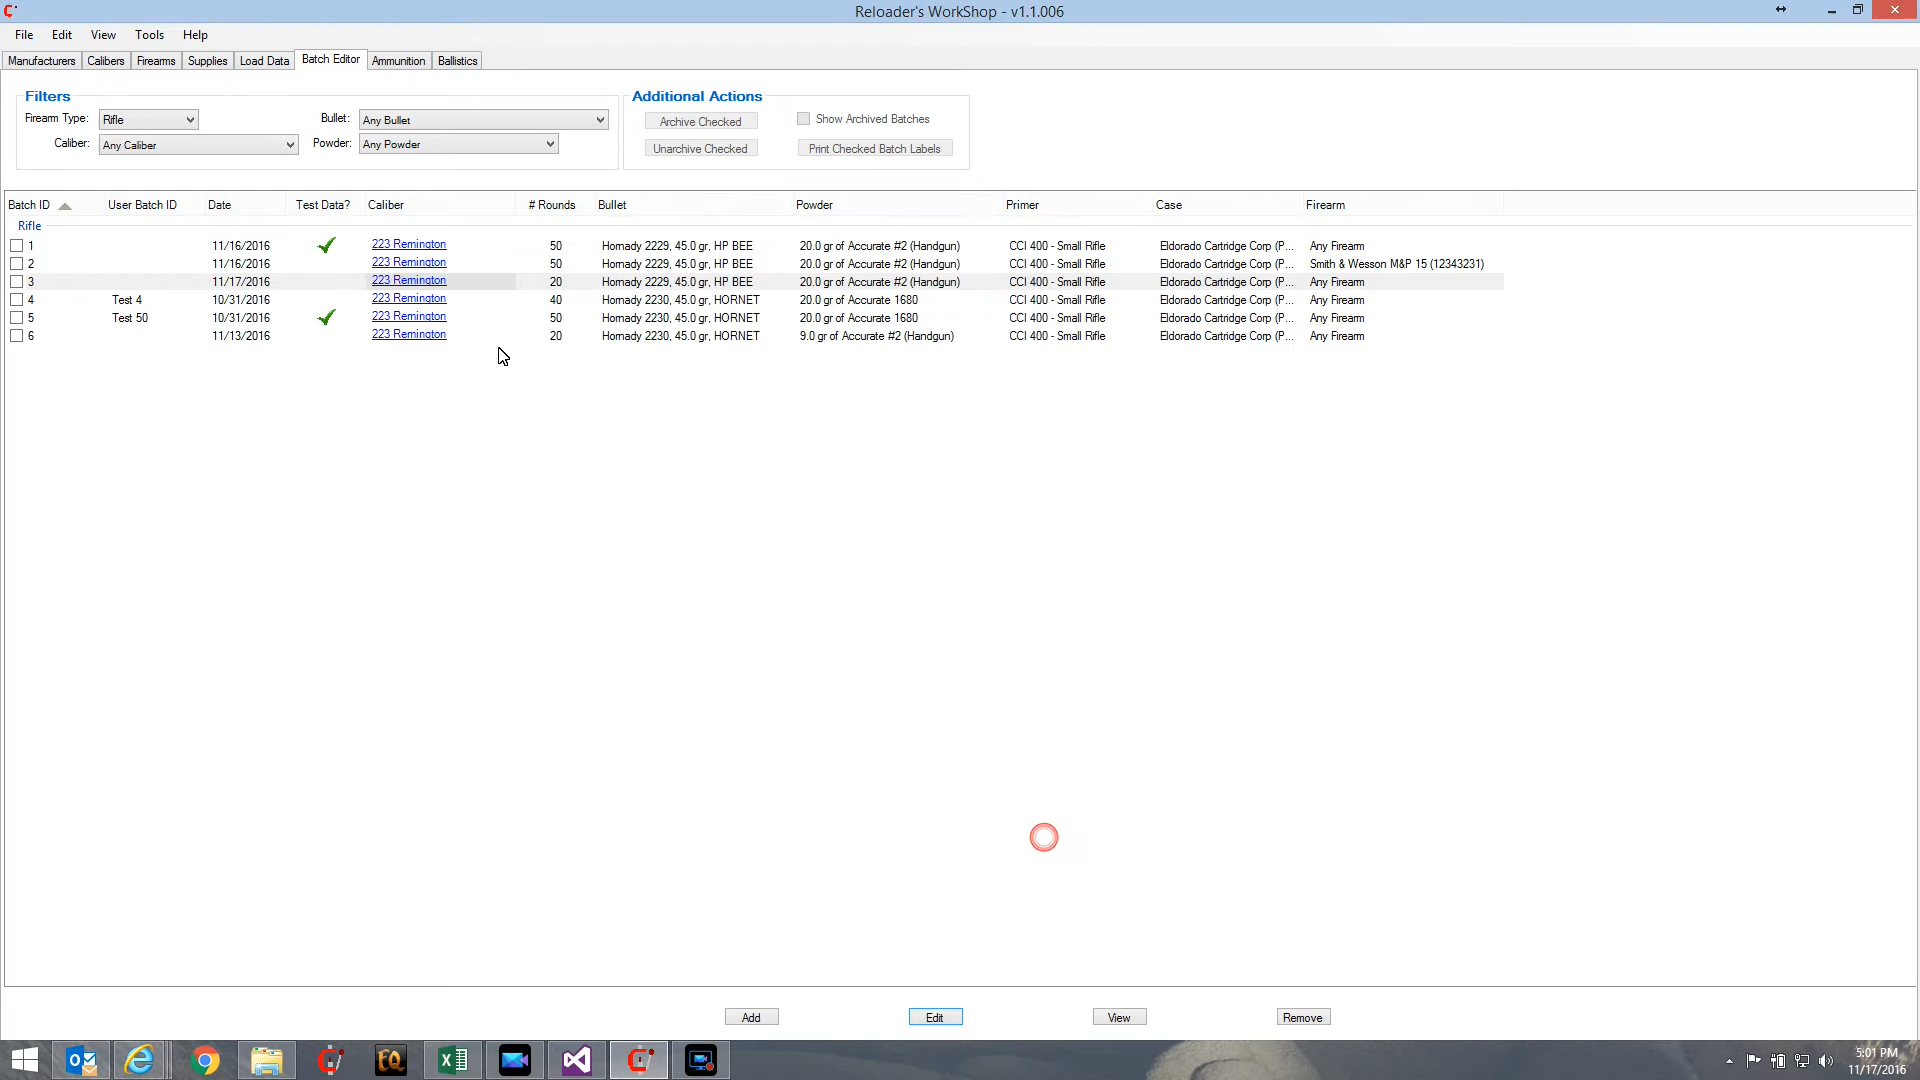 Reloader's WorkShop - v1.1.006
File Edit View Tools Help
Manufacturers Calibers Firearms Supplies Load Data Batch Editor Ammunition Ballistics
Filters
Firearm Type: Rifle Bullet: Any Bullet
Caliber: Any Caliber Powder: Any Powder
Additional Actions
Archive Checked Show Archived Batches
Unarchive Checked Print Checked Batch Labels
Batch ID User Batch ID Date Test Data? Caliber # Rounds Bullet Powder Primer Case Firearm
Rifle
1 11/16/2016 223 Remington 50 Hornady 2229, 45.0 gr, HP BEE 20.0 gr of Accurate #2 (Handgun) CCI 400 - Small Rifle Eldorado Cartridge Corp (P... Any Firearm
2 11/16/2016 223 Remington 50 Hornady 2229, 45.0 gr, HP BEE 20.0 gr of Accurate #2 (Handgun) CCI 400 - Small Rifle Eldorado Cartridge Corp (P... Smith & Wesson M&P 15 (12343231)
3 11/17/2016 223 Remington 20 Hornady 2229, 45.0 gr, HP BEE 20.0 gr of Accurate #2 (Handgun) CCI 400 - Small Rifle Eldorado Cartridge Corp (P... Any Firearm
4 Test 4 10/31/2016 223 Remington 40 Hornady 2230, 45.0 gr, HORNET 20.0 gr of Accurate 1680 CCI 400 - Small Rifle Eldorado Cartridge Corp (P... Any Firearm
5 Test 50 10/31/2016 223 Remington 50 Hornady 2230, 45.0 gr, HORNET 20.0 gr of Accurate 1680 CCI 400 - Small Rifle Eldorado Cartridge Corp (P... Any Firearm
6 11/13/2016 223 Remington 20 Hornady 2230, 45.0 gr, HORNET 9.0 gr of Accurate #2 (Handgun) CCI 400 - Small Rifle Eldorado Cartridge Corp (P... Any Firearm
Add Edit View Remove
5:01 PM
11/17/2016